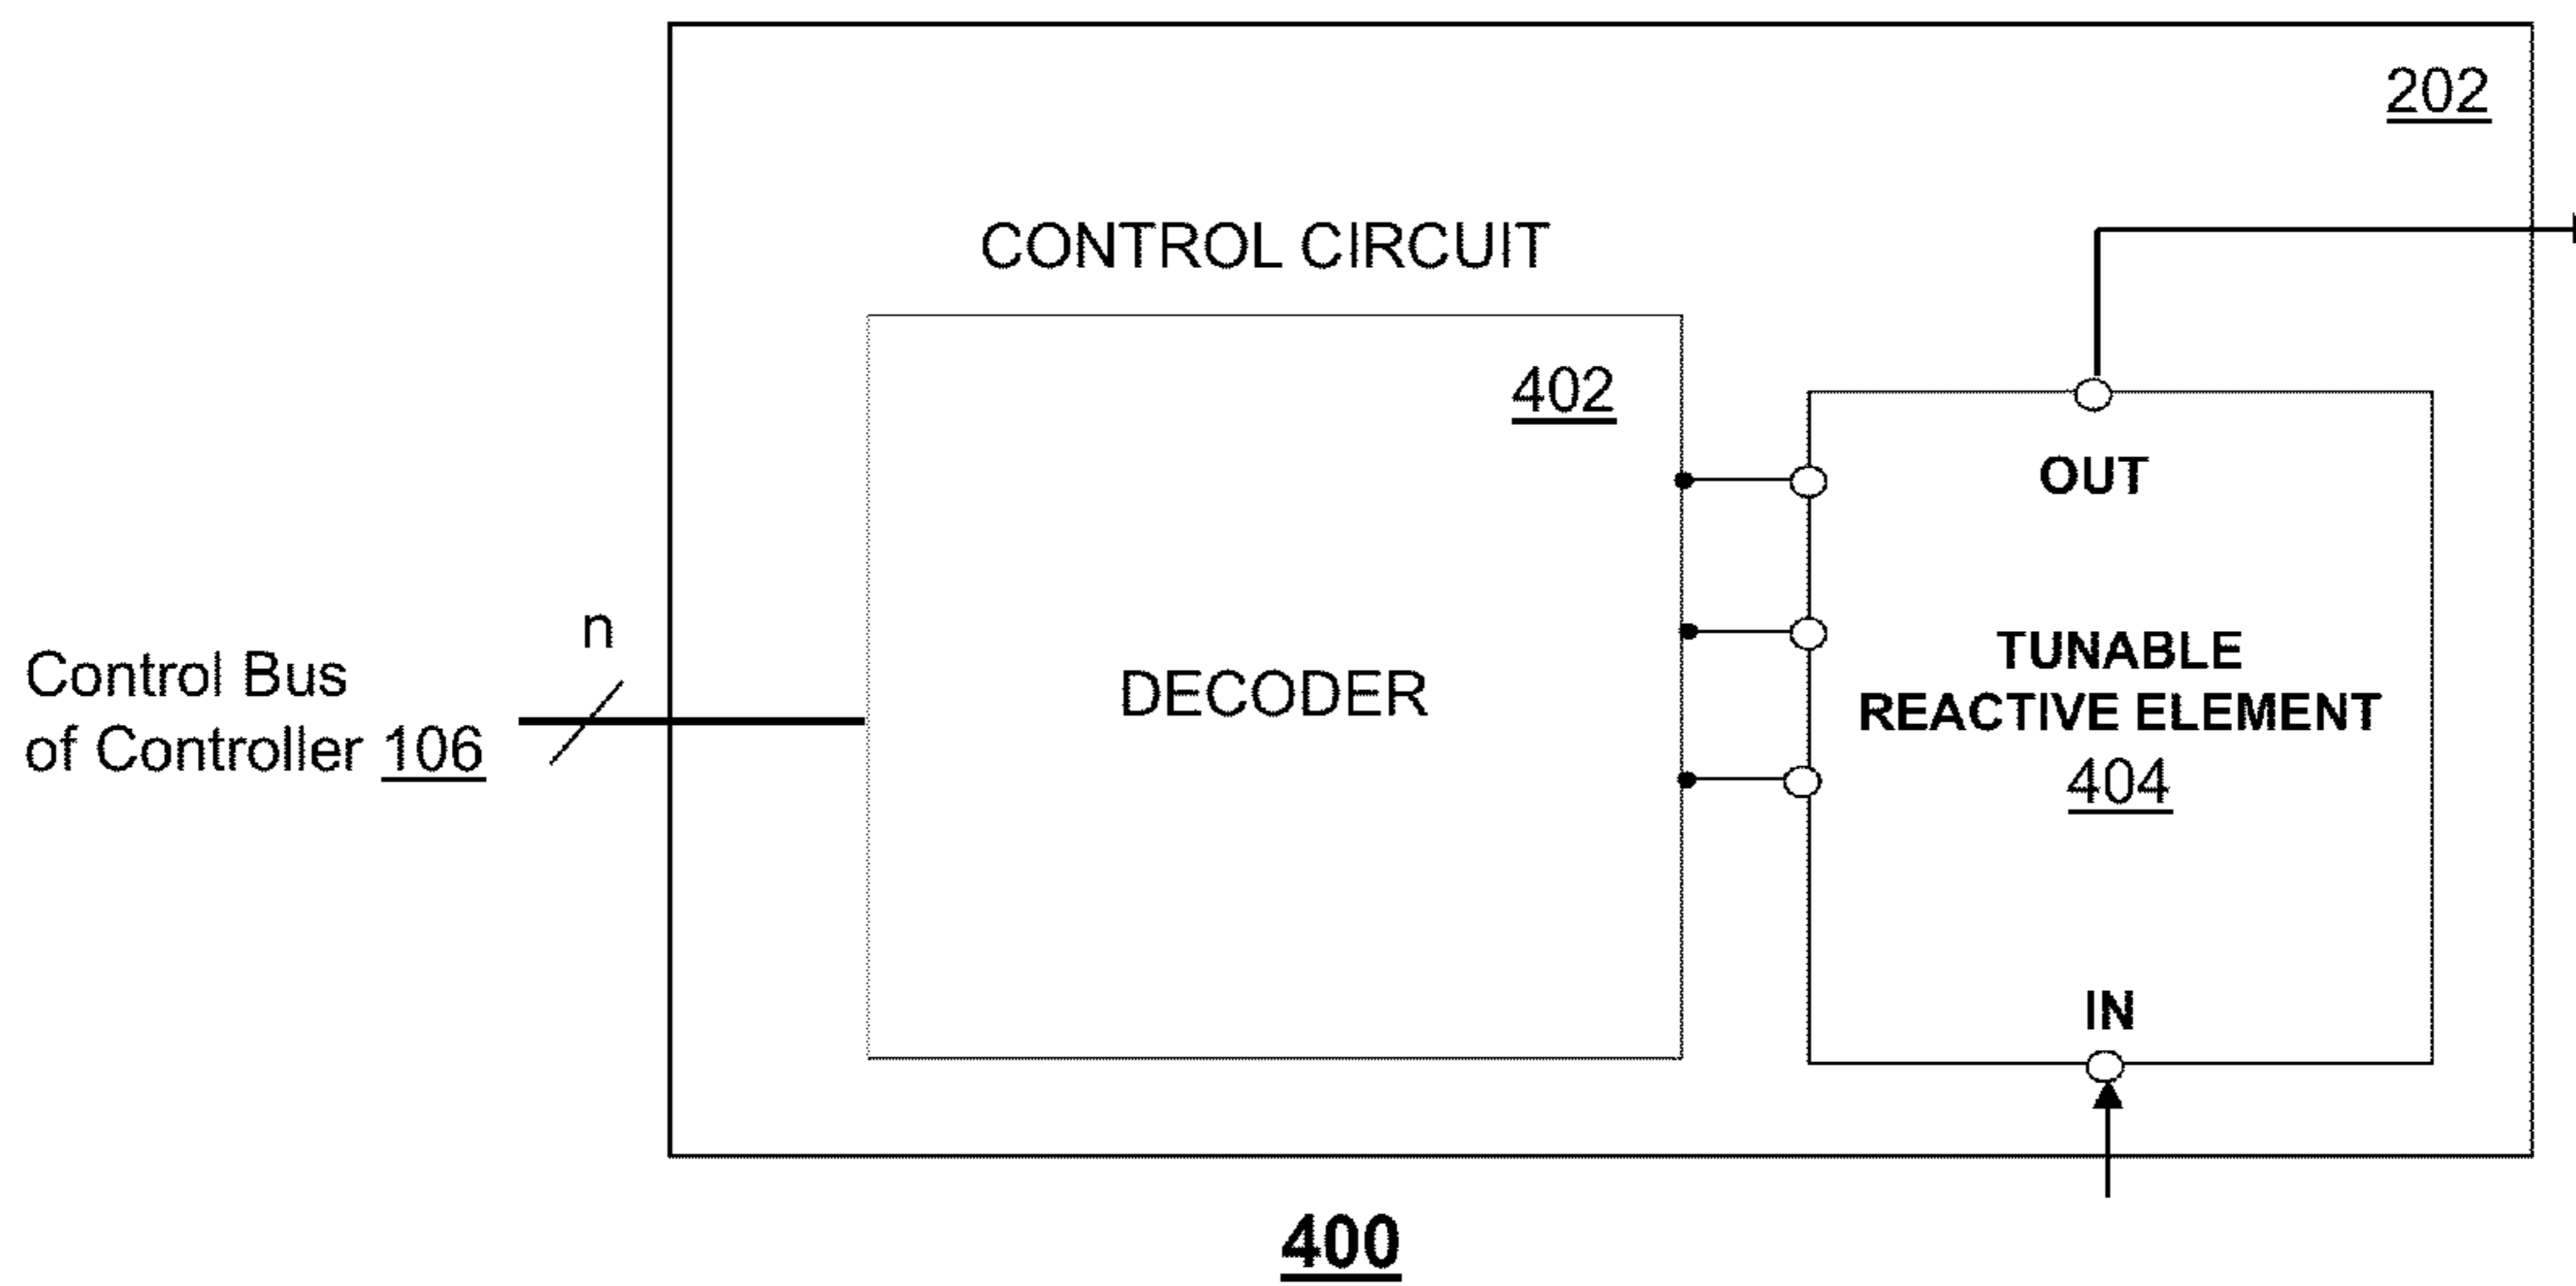 202
CONTROL CIRCUIT
402
OUT
n
Control Bus
of Controller 106
DECODER
TUNABLE
REACTIVE ELEMENT
404
IN
400